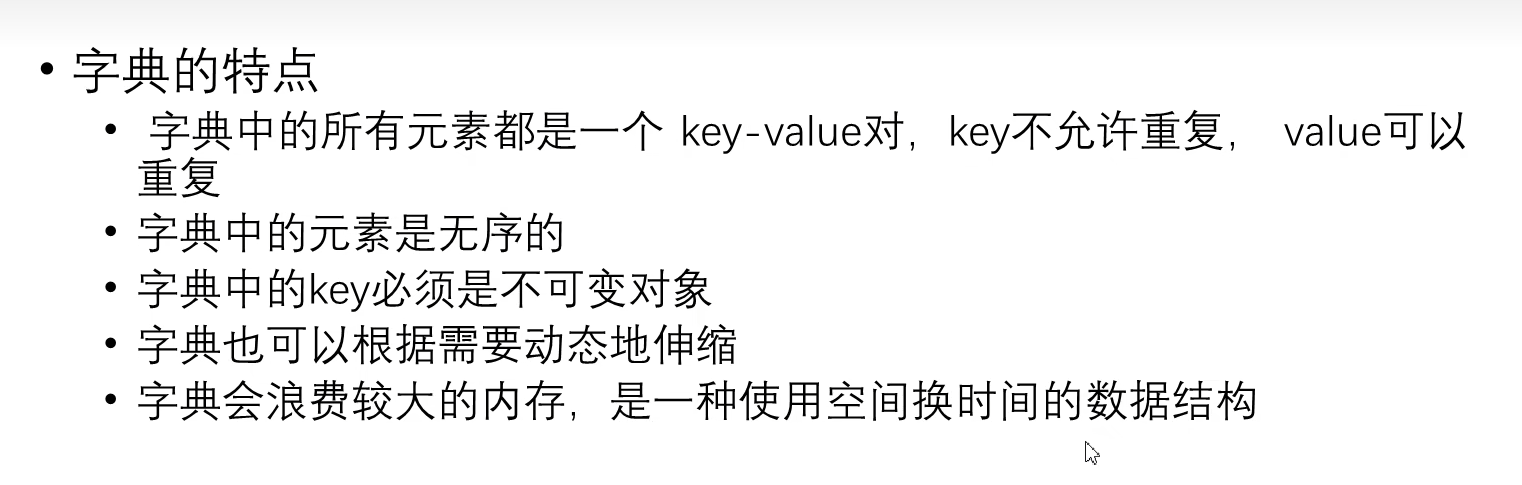 • 字典的特点
• 字典中的所有元素都是一个 key-value对，key不允许重复， value可以
重复
• 字典中的元素是无序的
• 字典中的key必须是不可变对象
• 字典也可以根据需要动态地伸缩
• 字典会浪费较大的内存，是一种使用空间换时间的数据结构